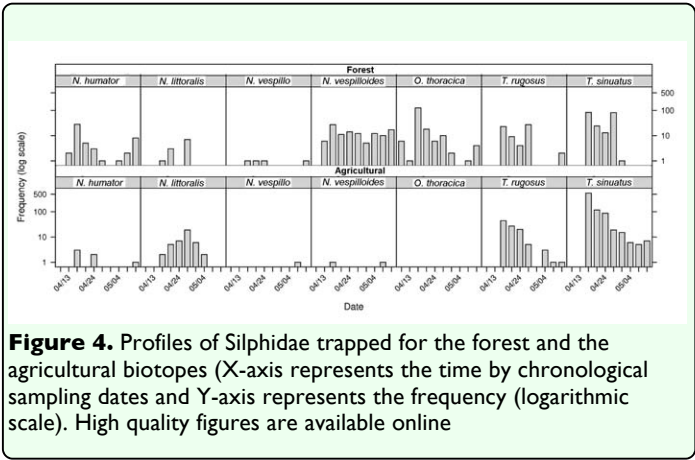 Forest
N. humator N. littoralis N. vespillo N. vespilloides O. thoracica T. rugosus T. sinuatus
500
100
10
1
Agricultural
N. humator N. littoralis N. vespillo N. vespilloides O. thoracica T. rugosus T. sinuatus
500
100
10
1
Frequency (log scale)
04/13 04/24 05/04 04/13 04/24 05/04 04/13 04/24 05/04 04/13 04/24 05/04 04/13 04/24 05/04 04/13 04/24 05/04 04/13 04/24 05/04
Date
Figure 4. Profiles of Silphidae trapped for the forest and the
agricultural biotopes (X-axis represents the time by chronological
sampling dates and Y-axis represents the frequency (logarithmic
scale). High quality figures are available online